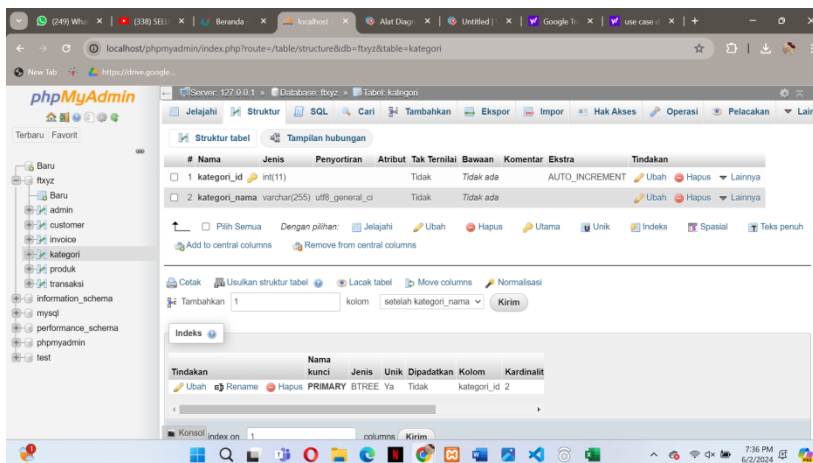 (249) What
(338) SELU
Beranda -
localhost /
Alat Diagr
Untitled |
Google Tr
use case d
localhost/phpmyadmin/index.php?route=/table/structure&db=ftxyz&table=kategori
New Tab https://drive.google...
phpMyAdmin
Terbaru Favorit
Baru
ftxyz
Baru
admin
customer
invoice
kategori
produk
transaksi
information_schema
mysql
performance_schema
phpmyadmin
test
Server: 127.0.0.1 » Database: ftxyz » Tabel: kategori
Jelajahi Struktur SQL Cari Tambahkan Ekspor Impor Hak Akses Operasi Pelacakan Lair
Struktur tabel Tampilan hubungan
# Nama Jenis Penyortiran Atribut Tak Ternilai Bawaan Komentar Ekstra Tindakan
1 kategori_id int(11) Tidak Tidak ada AUTO_INCREMENT Ubah Hapus Lainnya
2 kategori_nama varchar(255) utf8_general_ci Tidak Tidak ada Ubah Hapus Lainnya
Pilih Semua Dengan pilihan: Jelajahi Ubah Hapus Utama Unik Indeks Spasial Teks penuh
Add to central columns Remove from central columns
Cetak Usulkan struktur tabel Lacak tabel Move columns Normalisasi
Tambahkan 1 kolom setelah kategori_nama Kirim
Indeks
Tindakan Nama kunci Jenis Unik Dipadatkan Kolom Kardinalit
Ubah Rename Hapus PRIMARY BTREE Ya Tidak kategori_id 2
Konsol index on 1 columns Kirim
7:36 PM
6/2/2024